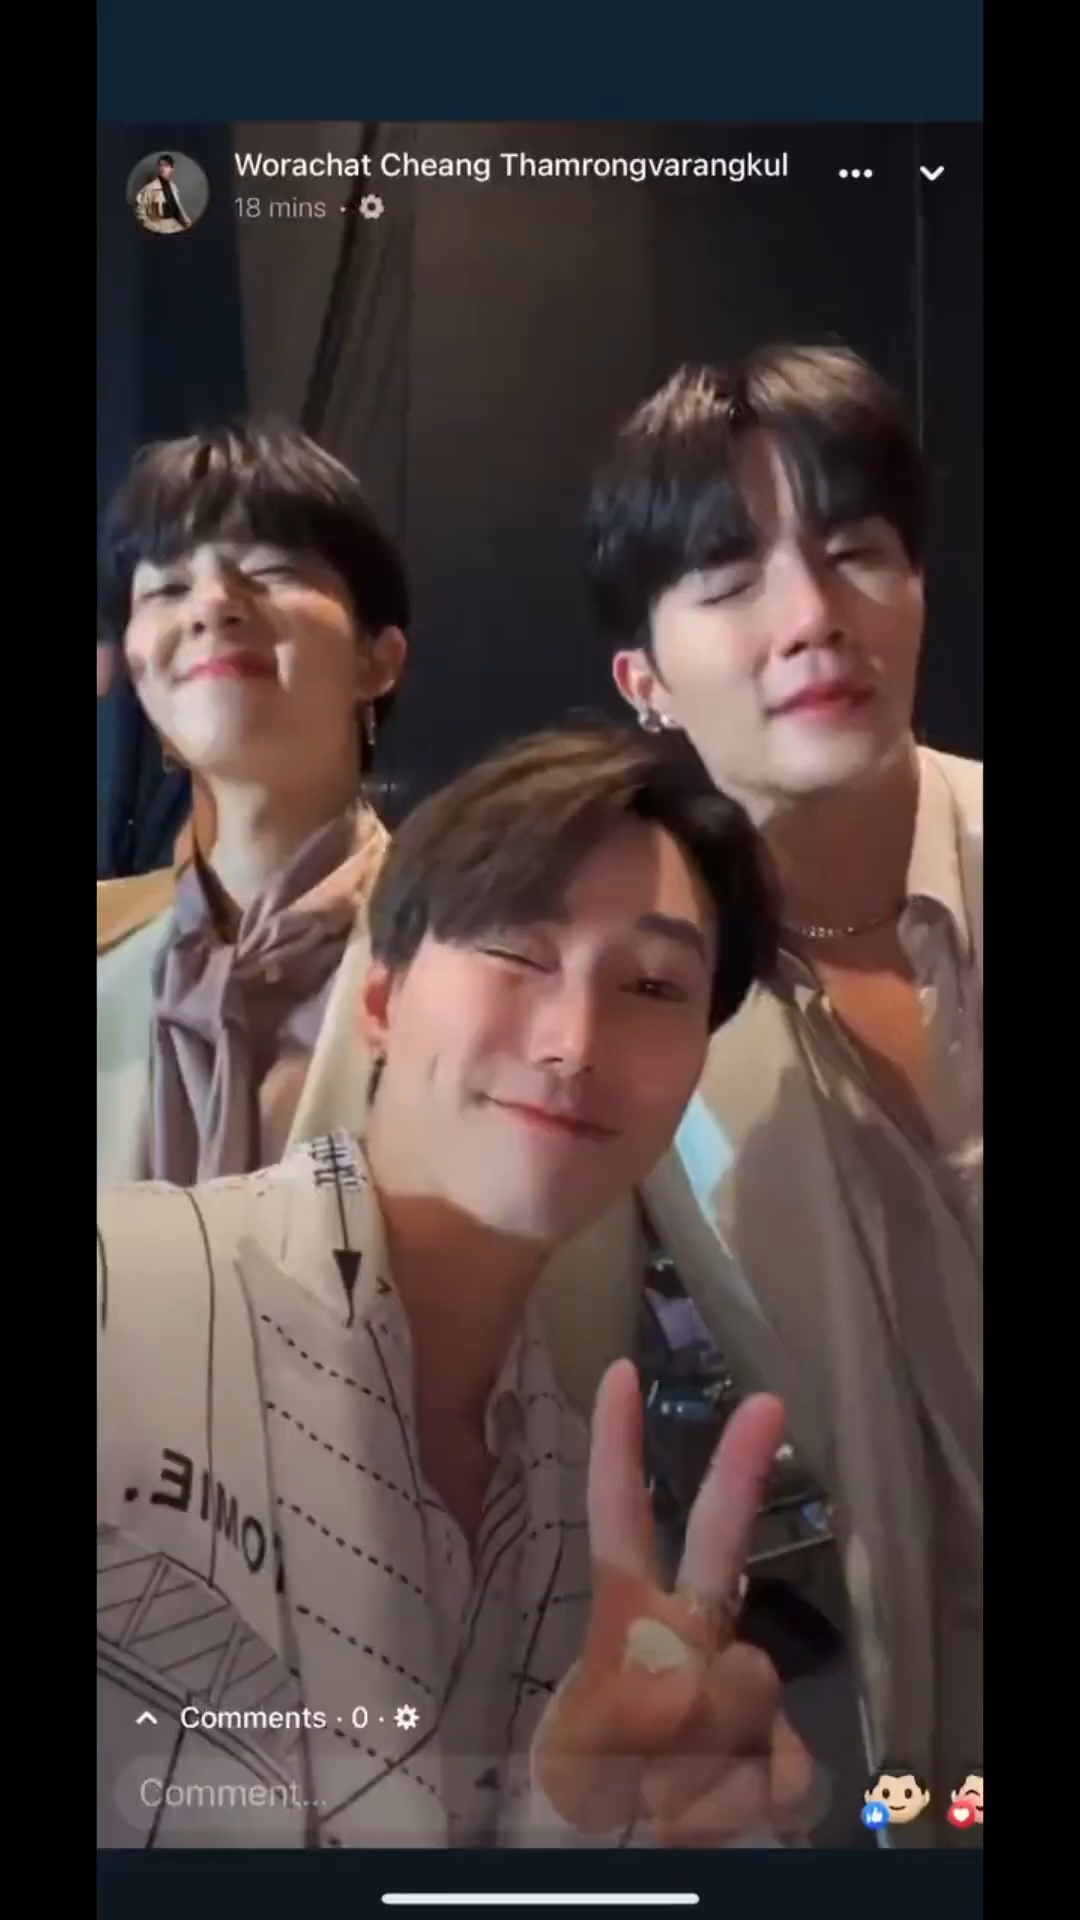 Worachat Cheang Thamrongvarangkul
18 mins ·
Comments · 0 ·
Comment...